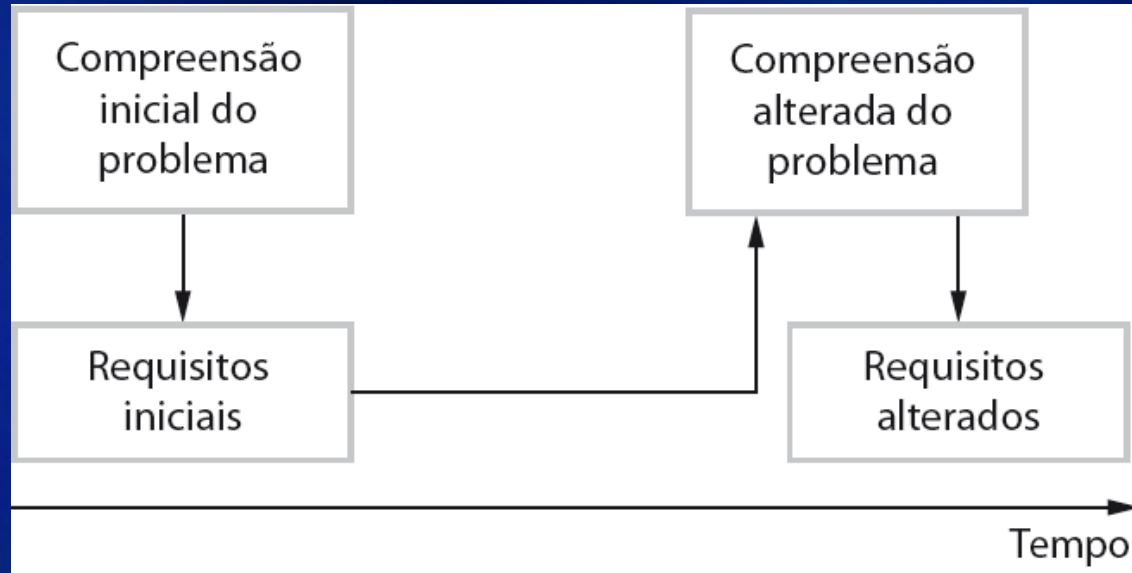 Compreensão
inicial do
problema
Compreensão
alterada do
problema
Requisitos
iniciais
Requisitos
alterados
Tempo